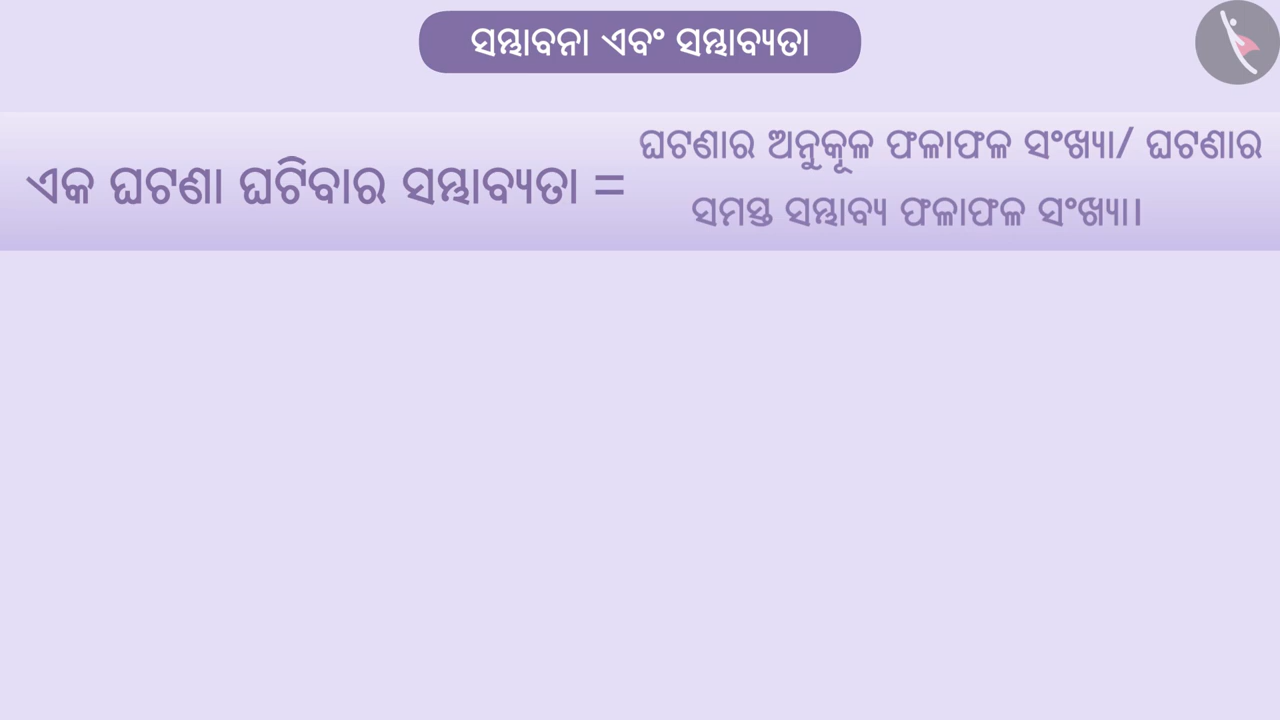 ସମ୍ଭାବନା ଏବଂ ସମ୍ଭାବ୍ୟତା
ଏକ ଘଟଣା ଘଟିବାର ସମ୍ଭାବ୍ୟତା = ଘଟଣାର ଅନୁକୂଳ ଫଳାଫଳ ସଂଖ୍ୟା/ ଘଟଣାର
ସମସ୍ତ ସମ୍ଭାବ୍ୟ ଫଳାଫଳ ସଂଖ୍ୟା।